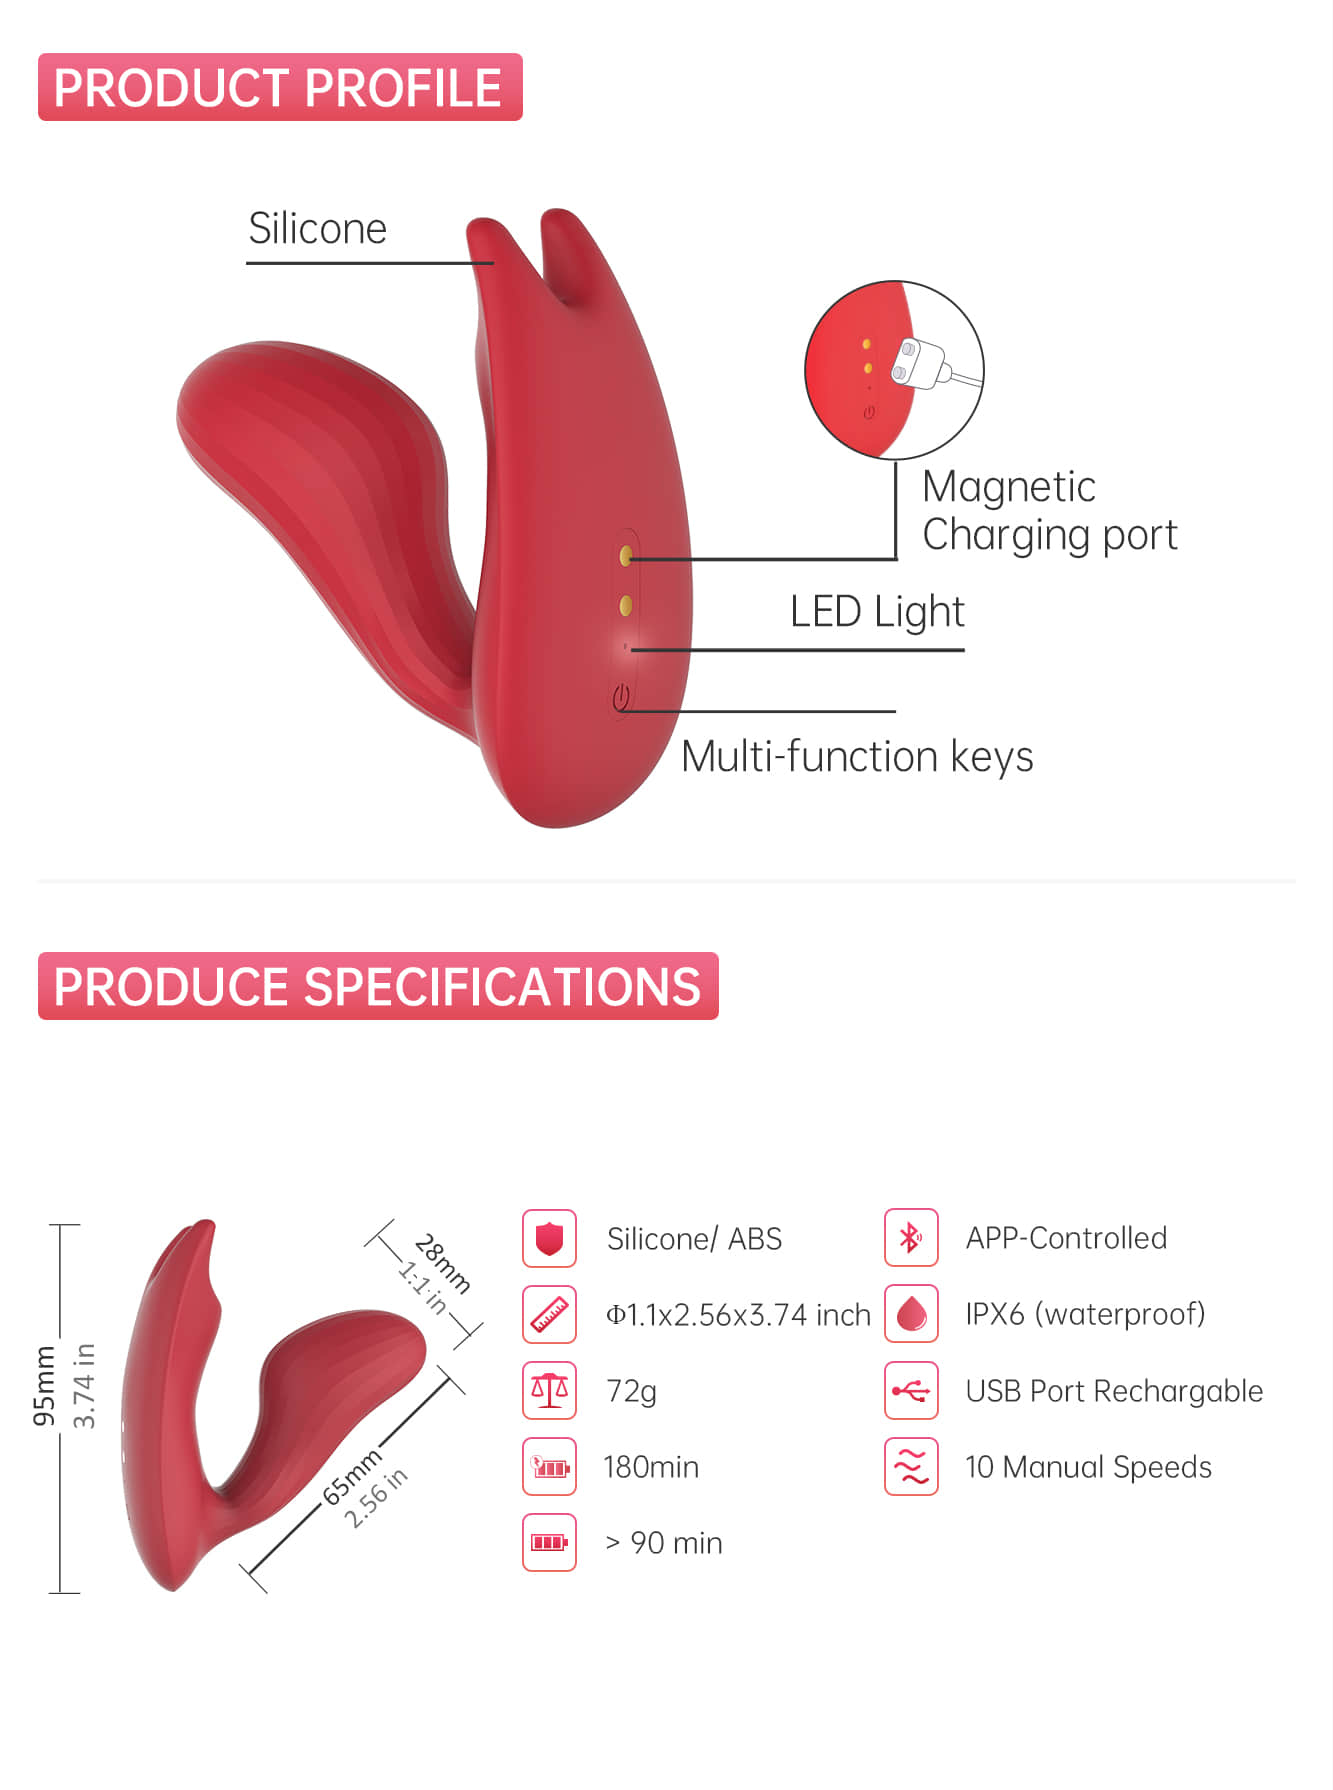 PRODUCT PROFILE
Silicone
Magnetic
Charging port
LED Light
Multi-function keys
PRODUCE SPECIFICATIONS
95mm
3.74 in
28mm
1.1 in
65mm
2.56 in
Silicone/ ABS
Φ1.1x2.56x3.74 inch
72g
180min
> 90 min
APP-Controlled
IPX6 (waterproof)
USB Port Rechargable
10 Manual Speeds